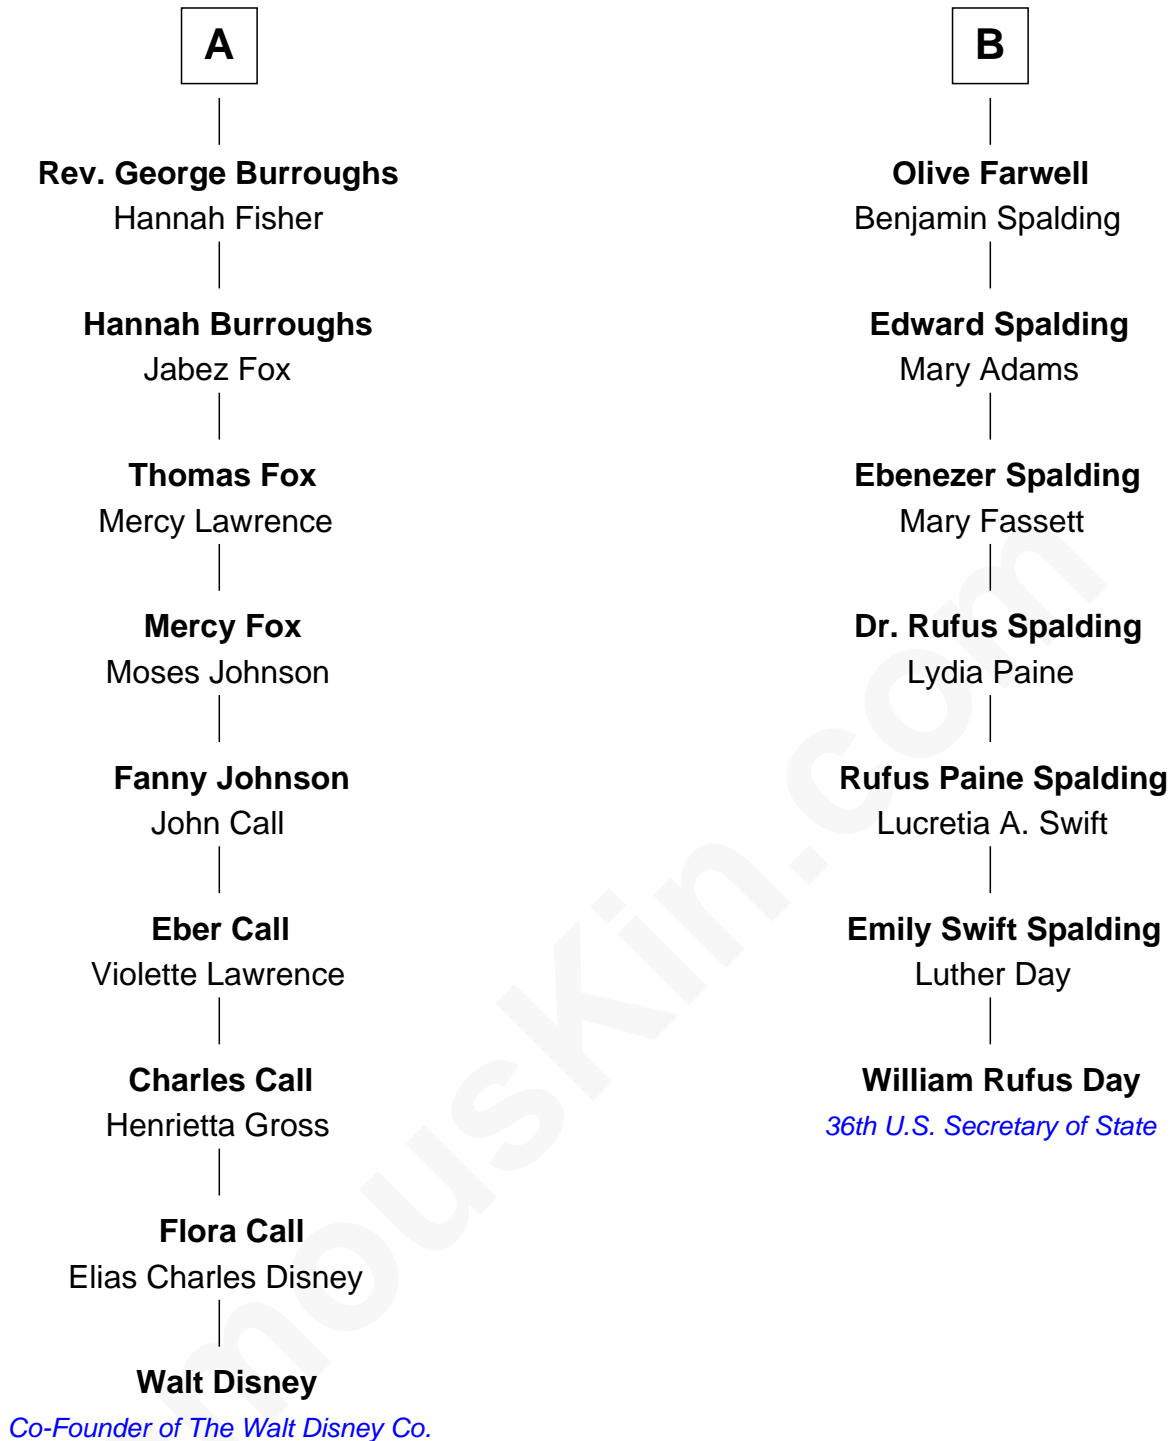 A
Rev. George Burroughs
Hannah Fisher
Hannah Burroughs
Jabez Fox
Thomas Fox
Mercy Lawrence
Mercy Fox
Moses Johnson
Fanny Johnson
John Call
Eber Call
Violette Lawrence
Charles Call
Henrietta Gross
Flora Call
Elias Charles Disney
Walt Disney
Co-Founder of The Walt Disney Co.
B
Olive Farwell
Benjamin Spalding
Edward Spalding
Mary Adams
Ebenezer Spalding
Mary Fassett
Dr. Rufus Spalding
Lydia Paine
Rufus Paine Spalding
Lucretia A. Swift
Emily Swift Spalding
Luther Day
William Rufus Day
36th U.S. Secretary of State
mousKin.com